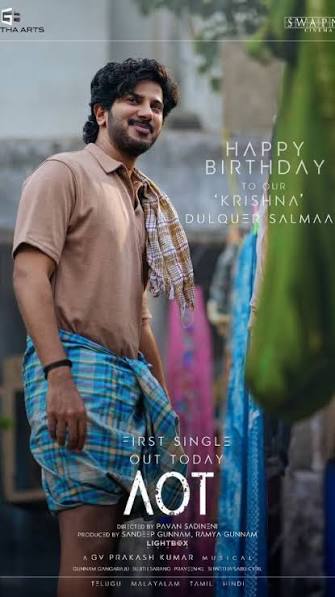 THA ARTS
SWAPN
CINEMA
HAPPY
BIRTHDAY
TO OUR
'KRISHNA'
DULQUER SALMAA
FIRST SINGLE
OUT TODAY
AOT
DIRECTED BY PAVAN SADINENI
PRODUCED BY SANDEEP GUNNAM, RAMYA GUNNAM
LIGHTBOX
A GV PRAKASH KUMAR MUSICAL
TELUGU MALAYALAM TAMIL HINDI